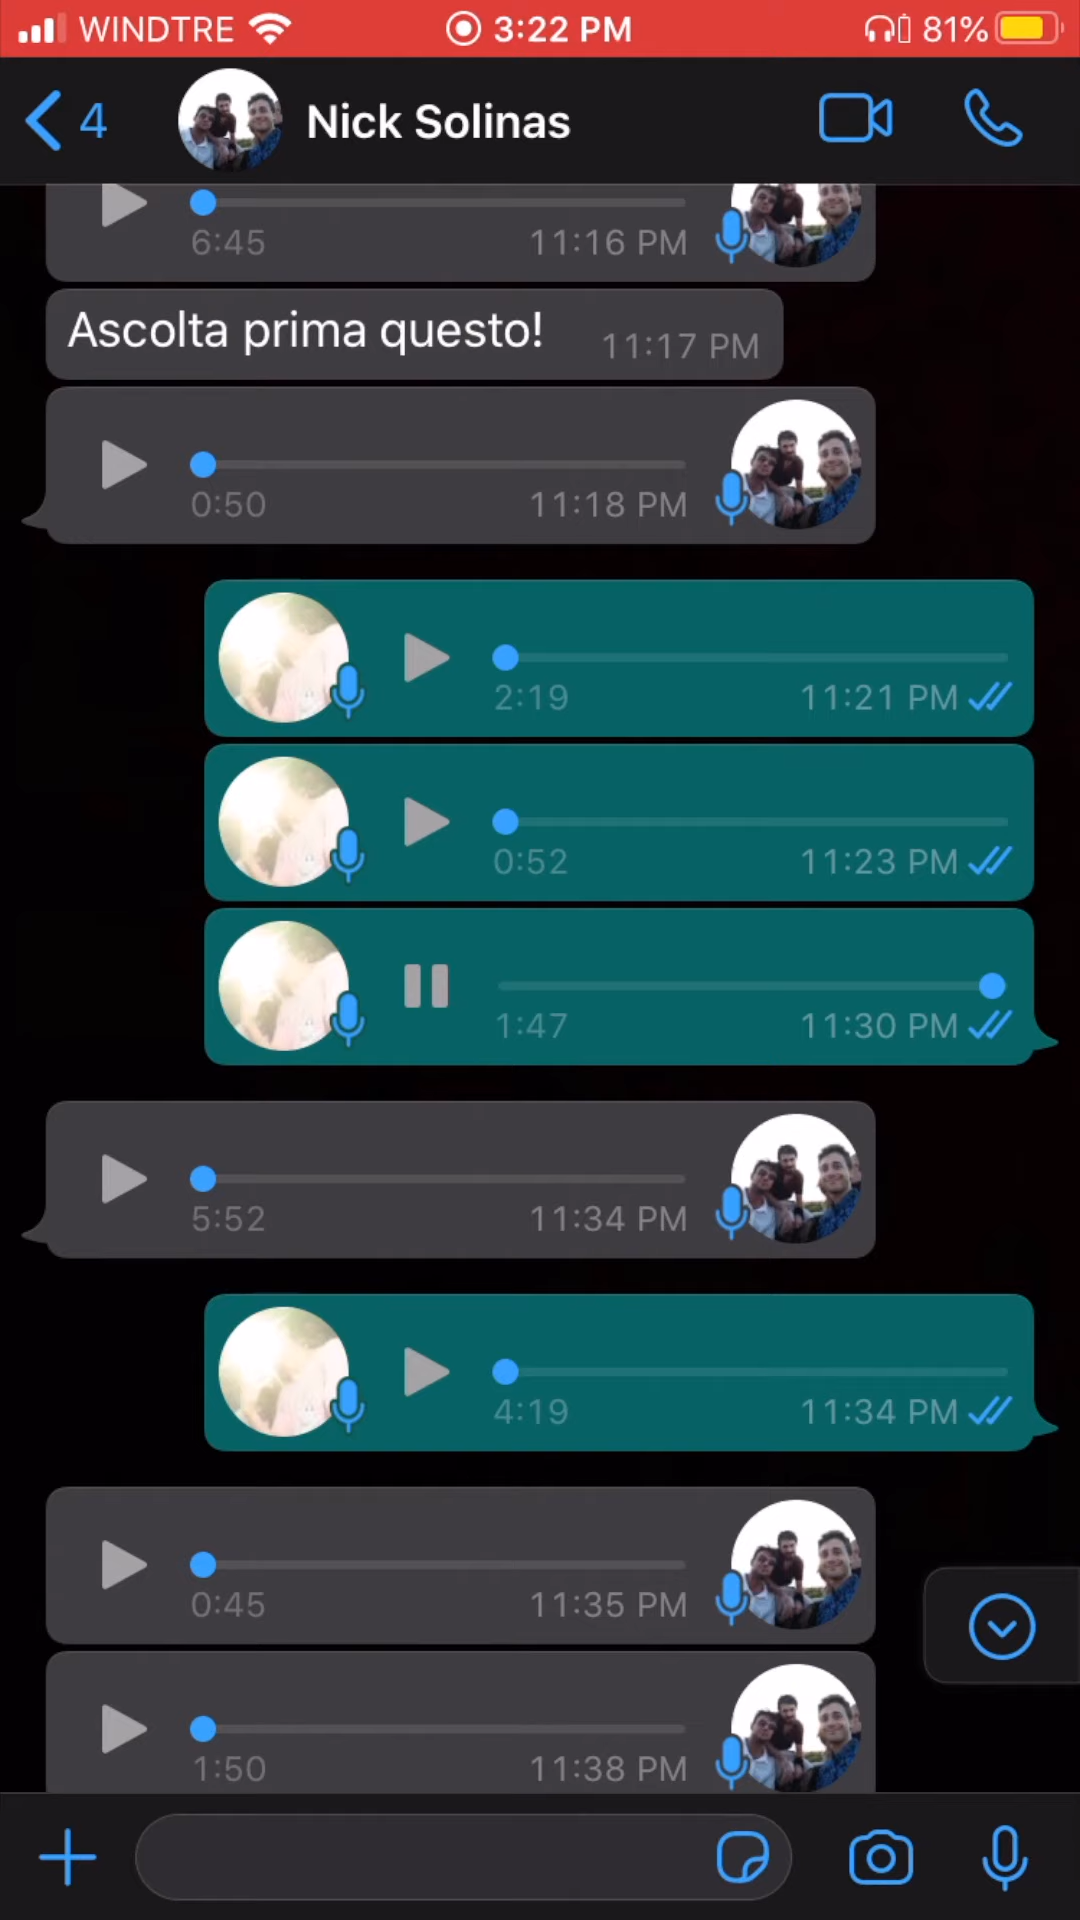 WINDTRE 3:22 PM 81%
4 Nick Solinas
6:45 11:16 PM
Ascolta prima questo! 11:17 PM
0:50 11:18 PM
2:19 11:21 PM
0:52 11:23 PM
1:47 11:30 PM
5:52 11:34 PM
4:19 11:34 PM
0:45 11:35 PM
1:50 11:38 PM